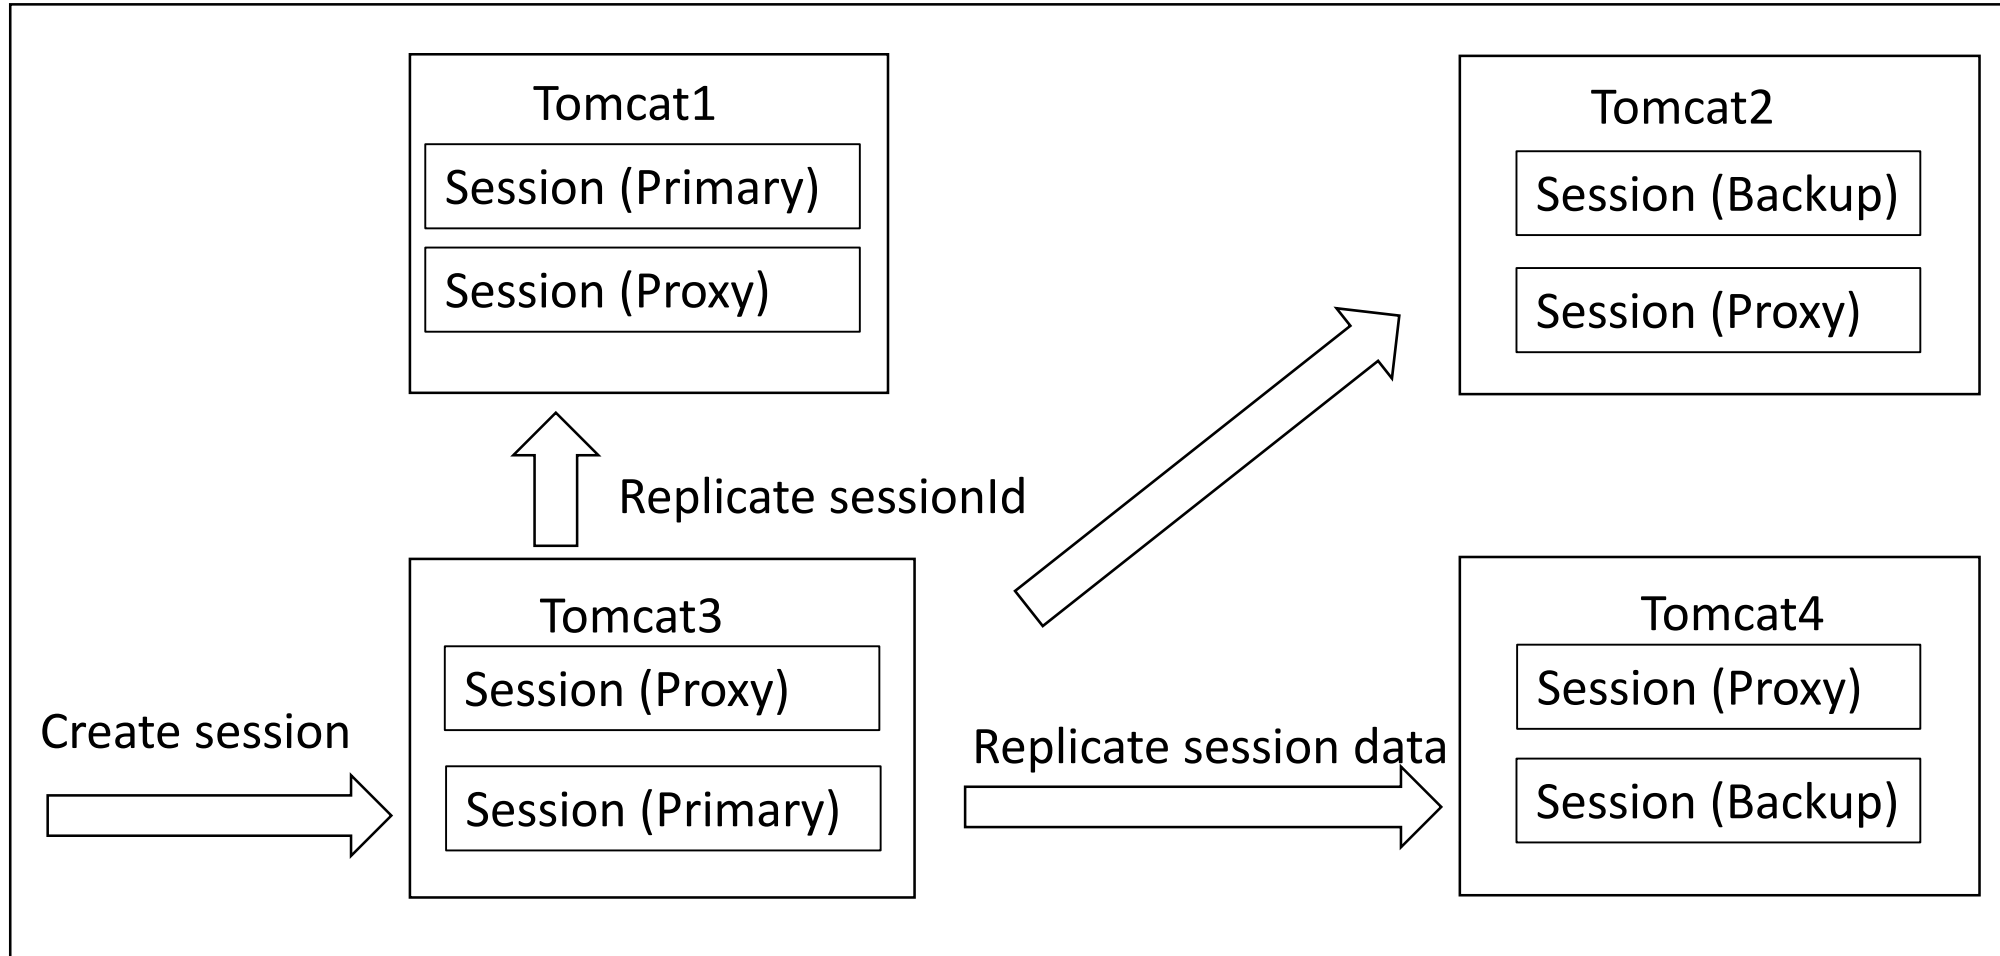 Tomcat1
Session (Primary)
Session (Proxy)
Tomcat2
Session (Backup)
Session (Proxy)
Replicate sessionId
Create session
Tomcat3
Session (Proxy)
Session (Primary)
Replicate session data
Tomcat4
Session (Proxy)
Session (Backup)